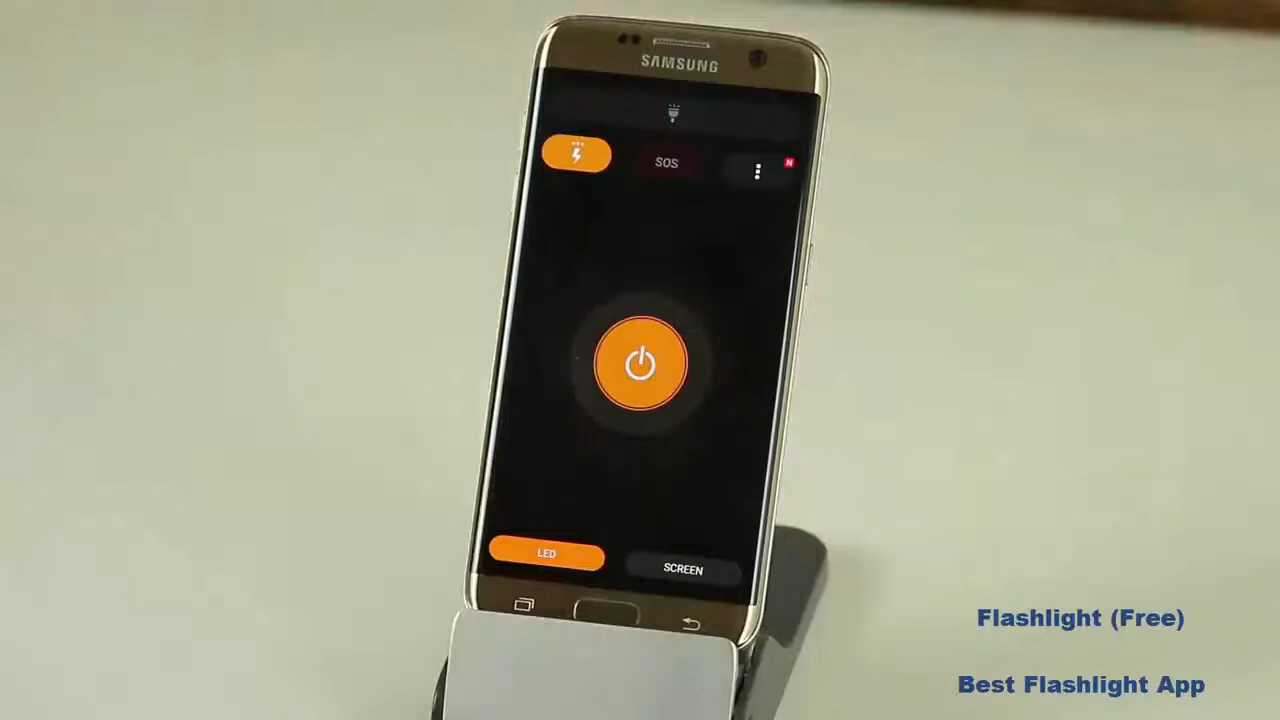 SAMSUNG
SOS
N
LED
SCREEN
Flashlight (Free)
Best Flashlight App